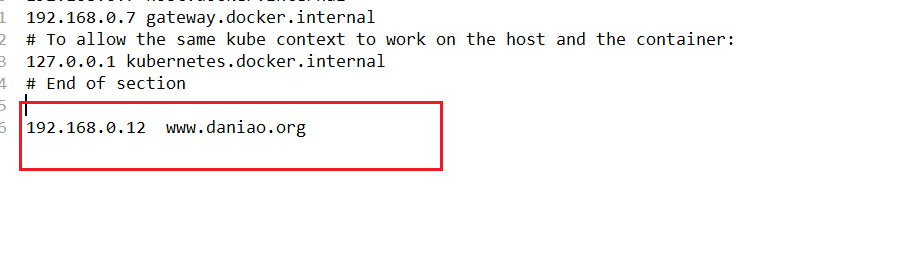 1 192.168.0.7 gateway.docker.internal
2 # To allow the same kube context to work on the host and the container:
3 127.0.0.1 kubernetes.docker.internal
4 # End of section
5
6 192.168.0.12  www.daniao.org